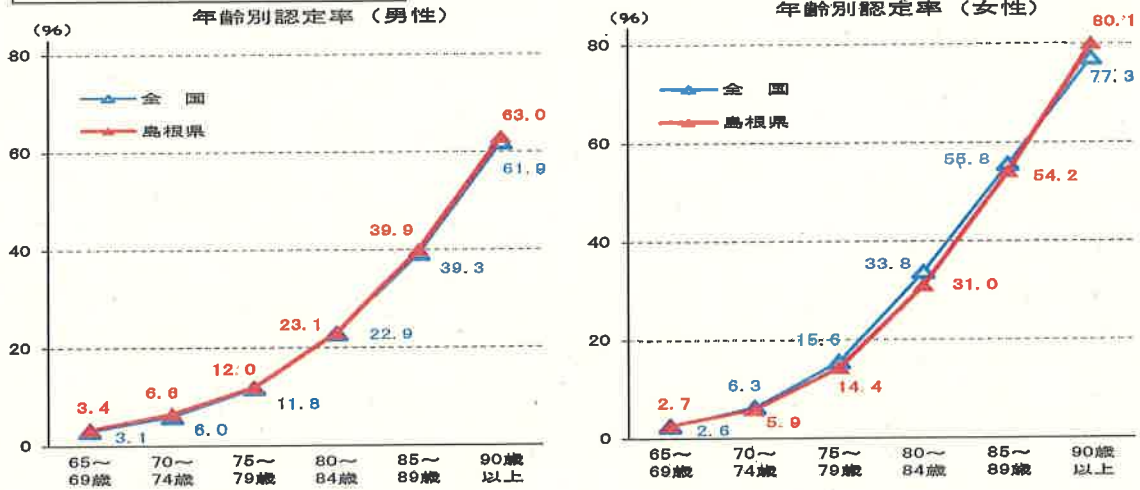 年齢別認定率（男性）
(%)
80
60
40
20
0
全　国
島根県
3.4
6.6
12.0
23.1
39.9
63.0
3.1
6.0
11.8
22.9
39.3
61.9
65～
69歳
70～
74歳
75～
79歳
80～
84歳
85～
89歳
90歳
以上
年齢別認定率（女性）
(%)
80
60
40
20
0
全　国
島根県
2.7
6.3
15.6
33.8
55.8
80.1
2.6
5.9
14.4
31.0
54.2
77.3
65～
69歳
70～
74歳
75～
79歳
80～
84歳
85～
89歳
90歳
以上